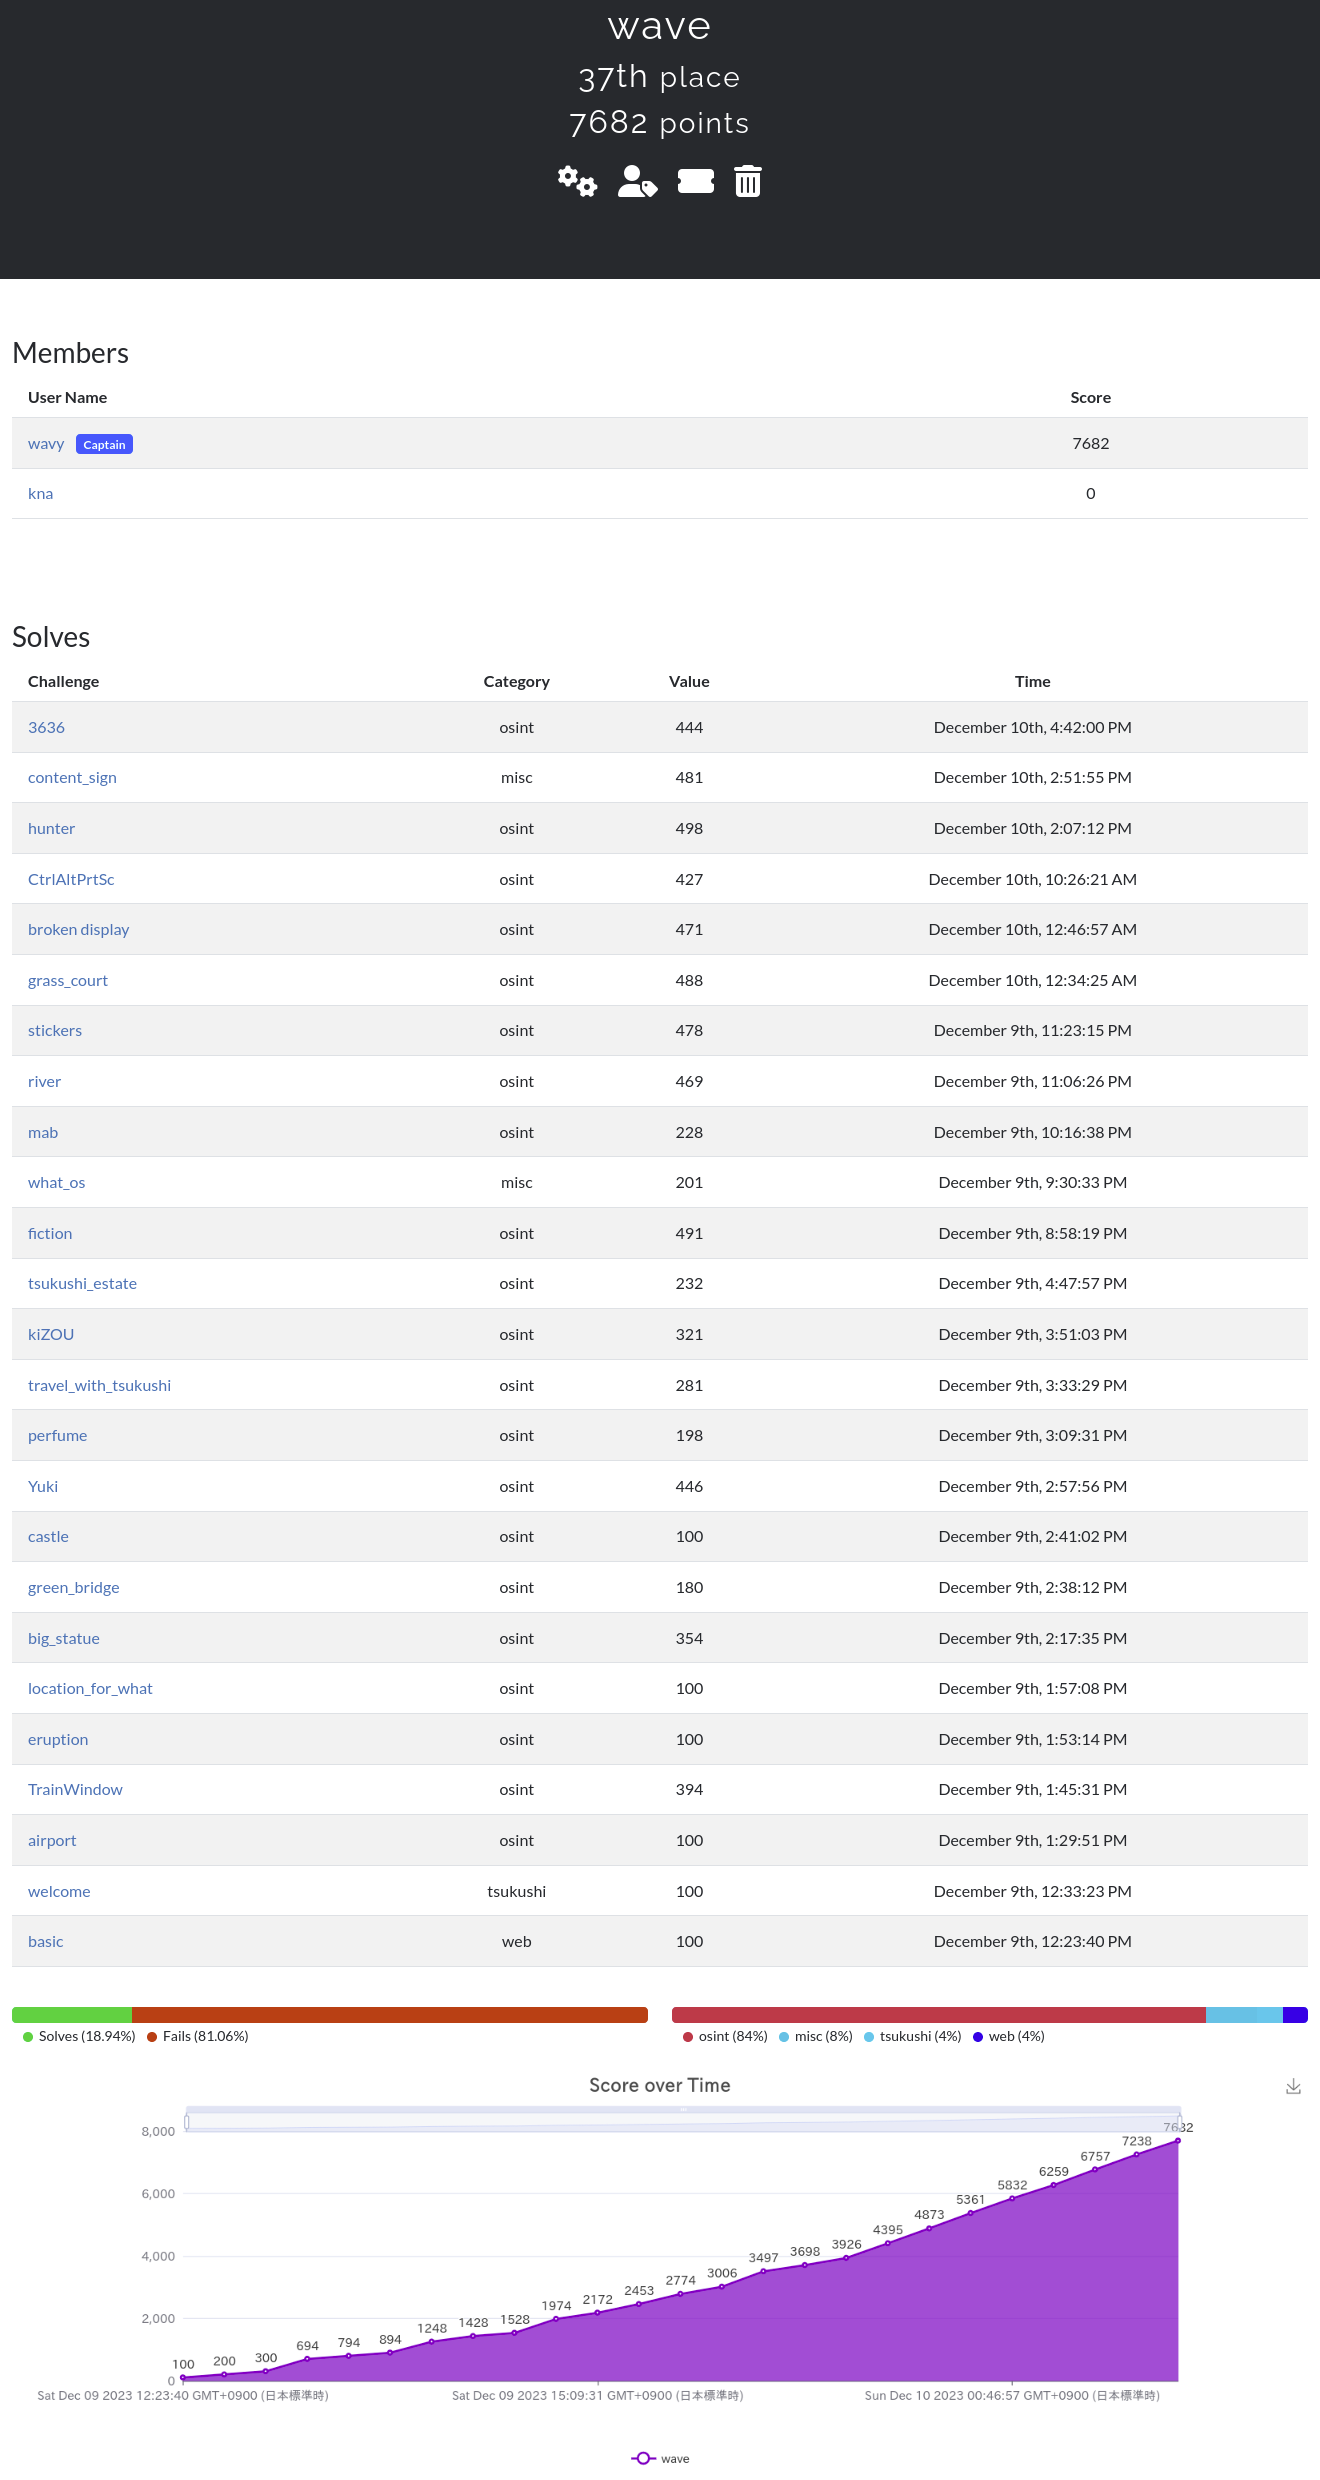 wave
37th place
7682 points
Members
User Name Score
wavy Captain 7682
kna 0
Solves
Challenge Category Value Time
3636 osint 444 December 10th, 4:42:00 PM
content_sign misc 481 December 10th, 2:51:55 PM
hunter osint 498 December 10th, 2:07:12 PM
CtrlAltPrtSc osint 427 December 10th, 10:26:21 AM
broken display osint 471 December 10th, 12:46:57 AM
grass_court osint 488 December 10th, 12:34:25 AM
stickers osint 478 December 9th, 11:23:15 PM
river osint 469 December 9th, 11:06:26 PM
mab osint 228 December 9th, 10:16:38 PM
what_os misc 201 December 9th, 9:30:33 PM
fiction osint 491 December 9th, 8:58:19 PM
tsukushi_estate osint 232 December 9th, 4:47:57 PM
kiZOU osint 321 December 9th, 3:51:03 PM
travel_with_tsukushi osint 281 December 9th, 3:33:29 PM
perfume osint 198 December 9th, 3:09:31 PM
Yuki osint 446 December 9th, 2:57:56 PM
castle osint 100 December 9th, 2:41:02 PM
green_bridge osint 180 December 9th, 2:38:12 PM
big_statue osint 354 December 9th, 2:17:35 PM
location_for_what osint 100 December 9th, 1:57:08 PM
eruption osint 100 December 9th, 1:53:14 PM
TrainWindow osint 394 December 9th, 1:45:31 PM
airport osint 100 December 9th, 1:29:51 PM
welcome tsukushi 100 December 9th, 12:33:23 PM
basic web 100 December 9th, 12:23:40 PM
Solves (18.94%) Fails (81.06%) osint (84%) misc (8%) tsukushi (4%) web (4%)
Score over Time
8,000
6,000
4,000
2,000
0
100 200 300 694 794 894 1248 1428 1528 1974 2172 2453 2774 3006 3497 3698 3926 4395 4873 5361 5832 6259 6757 7238 7682
Sat Dec 09 2023 12:23:40 GMT+0900 (日本標準時) Sat Dec 09 2023 15:09:31 GMT+0900 (日本標準時) Sun Dec 10 2023 00:46:57 GMT+0900 (日本標準時)
wave